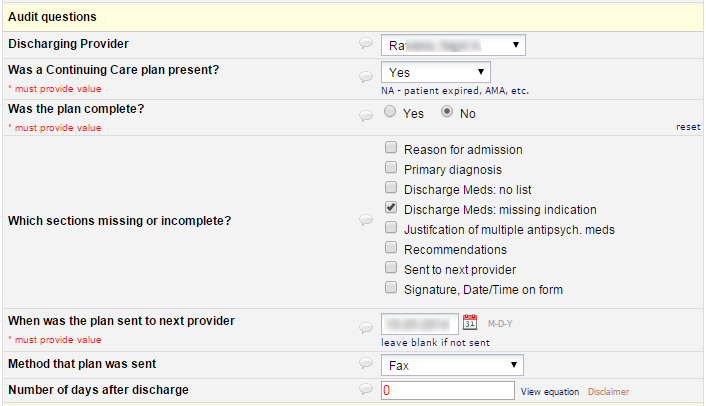 Audit questions
Discharging Provider
Was a Continuing Care plan present?
Yes
* must provide value
NA - patient expired, AMA, etc.
Was the plan complete?
Yes No
* must provide value
reset
Which sections missing or incomplete?
Reason for admission
Primary diagnosis
Discharge Meds: no list
Discharge Meds: missing indication
Justifcation of multiple antipsych. meds
Recommendations
Sent to next provider
Signature, Date/Time on form
When was the plan sent to next provider
31 M-D-Y
* must provide value
leave blank if not sent
Method that plan was sent
Fax
Number of days after discharge
0 View equation Disclaimer